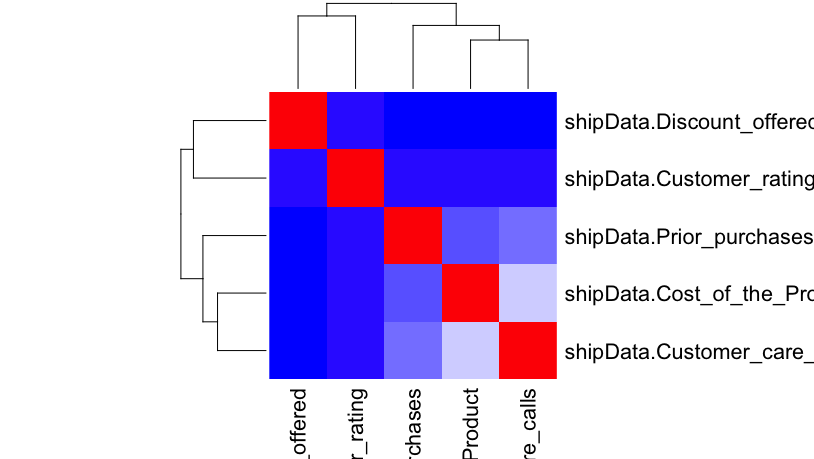 shipData.Discount_offered
shipData.Customer_rating
shipData.Prior_purchases
shipData.Cost_of_the_Pro
shipData.Customer_care_
_offered
r_rating
rchases
Product
re_calls